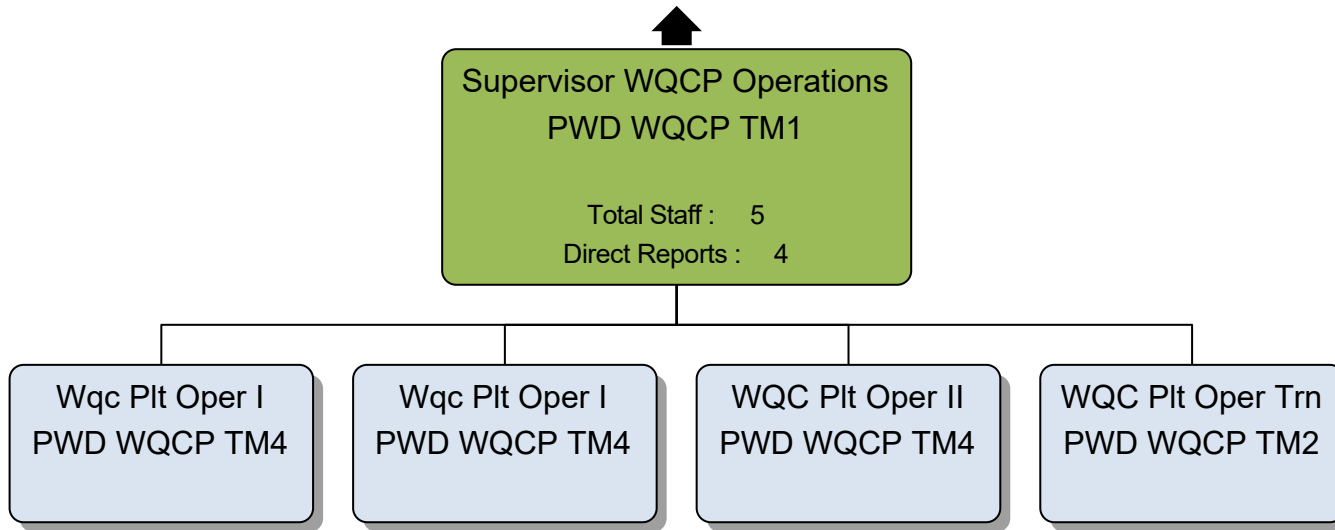 Supervisor WQCP Operations
PWD WQCP TM1
Total Staff : 5
Direct Reports : 4
Wqc Plt Oper I
PWD WQCP TM4
Wqc Plt Oper I
PWD WQCP TM4
WQC Plt Oper II
PWD WQCP TM4
WQC Plt Oper Trn
PWD WQCP TM2